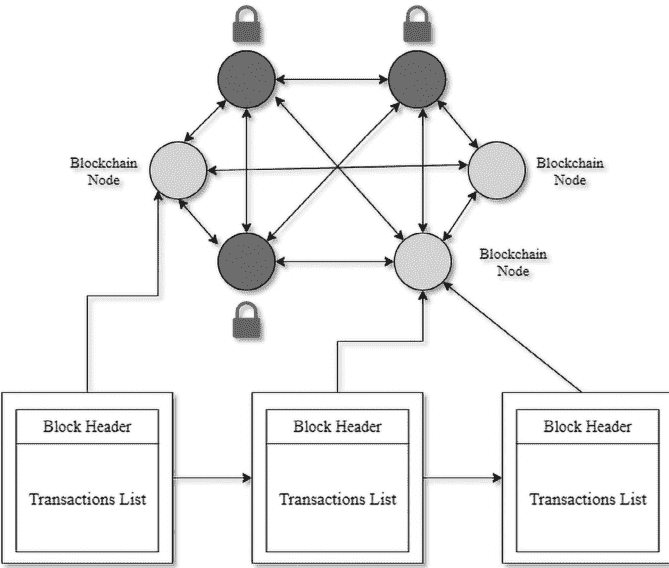 Blockchain
Node
Blockchain
Node
Blockchain
Node
Block Header
Transactions List
Block Header
Transactions List
Block Header
Transactions List